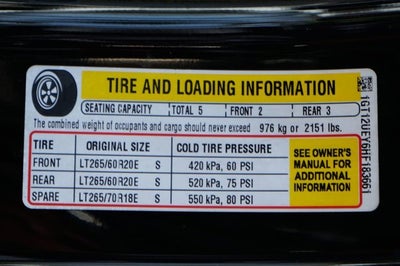 TIRE AND LOADING INFORMATION
SEATING CAPACITY TOTAL 5 FRONT 2 REAR 3
The combined weight of occupants and cargo should never exceed 976 kg or 2151 lbs.
TIRE ORIGINAL SIZE COLD TIRE PRESSURE
FRONT LT265/60R20E S 420 kPa, 60 PSI
REAR LT265/60R20E S 520 kPa, 75 PSI
SPARE LT265/70R18E S 550 kPa, 80 PSI
SEE OWNER'S
MANUAL FOR
ADDITIONAL
INFORMATION
1GT12UEY6HF183661